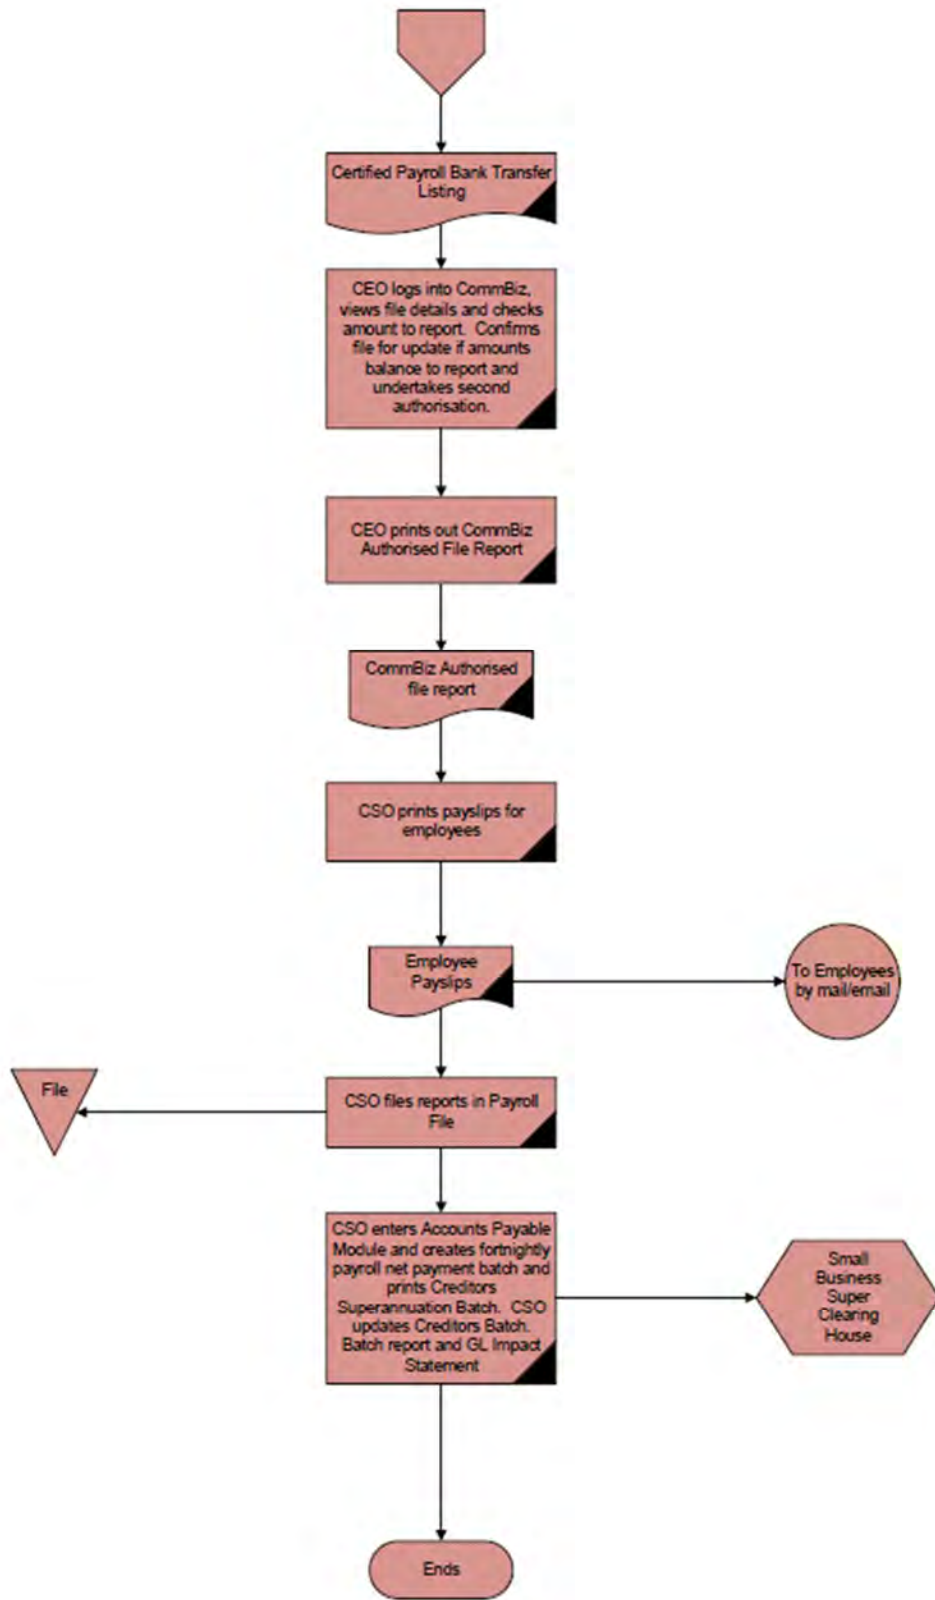 Certified Payroll Bank Transfer
Listing
CEO logs into CommBiz,
views file details and checks
amount to report. Confirms
file for update if amounts
balance to report and
undertakes second
authorisation.
CEO prints out CommBiz
Authorised File Report
CommBiz Authorised
file report
CSO prints payslips for
employees
Employee
Payslips
To Employees
by mail/email
File
CSO files reports in Payroll
File
CSO enters Accounts Payable
Module and creates fortnightly
payroll net payment batch and
prints Creditors
Superannuation Batch. CSO
updates Creditors Batch.
Batch report and GL Impact
Statement
Small
Business
Super
Clearing
House
Ends